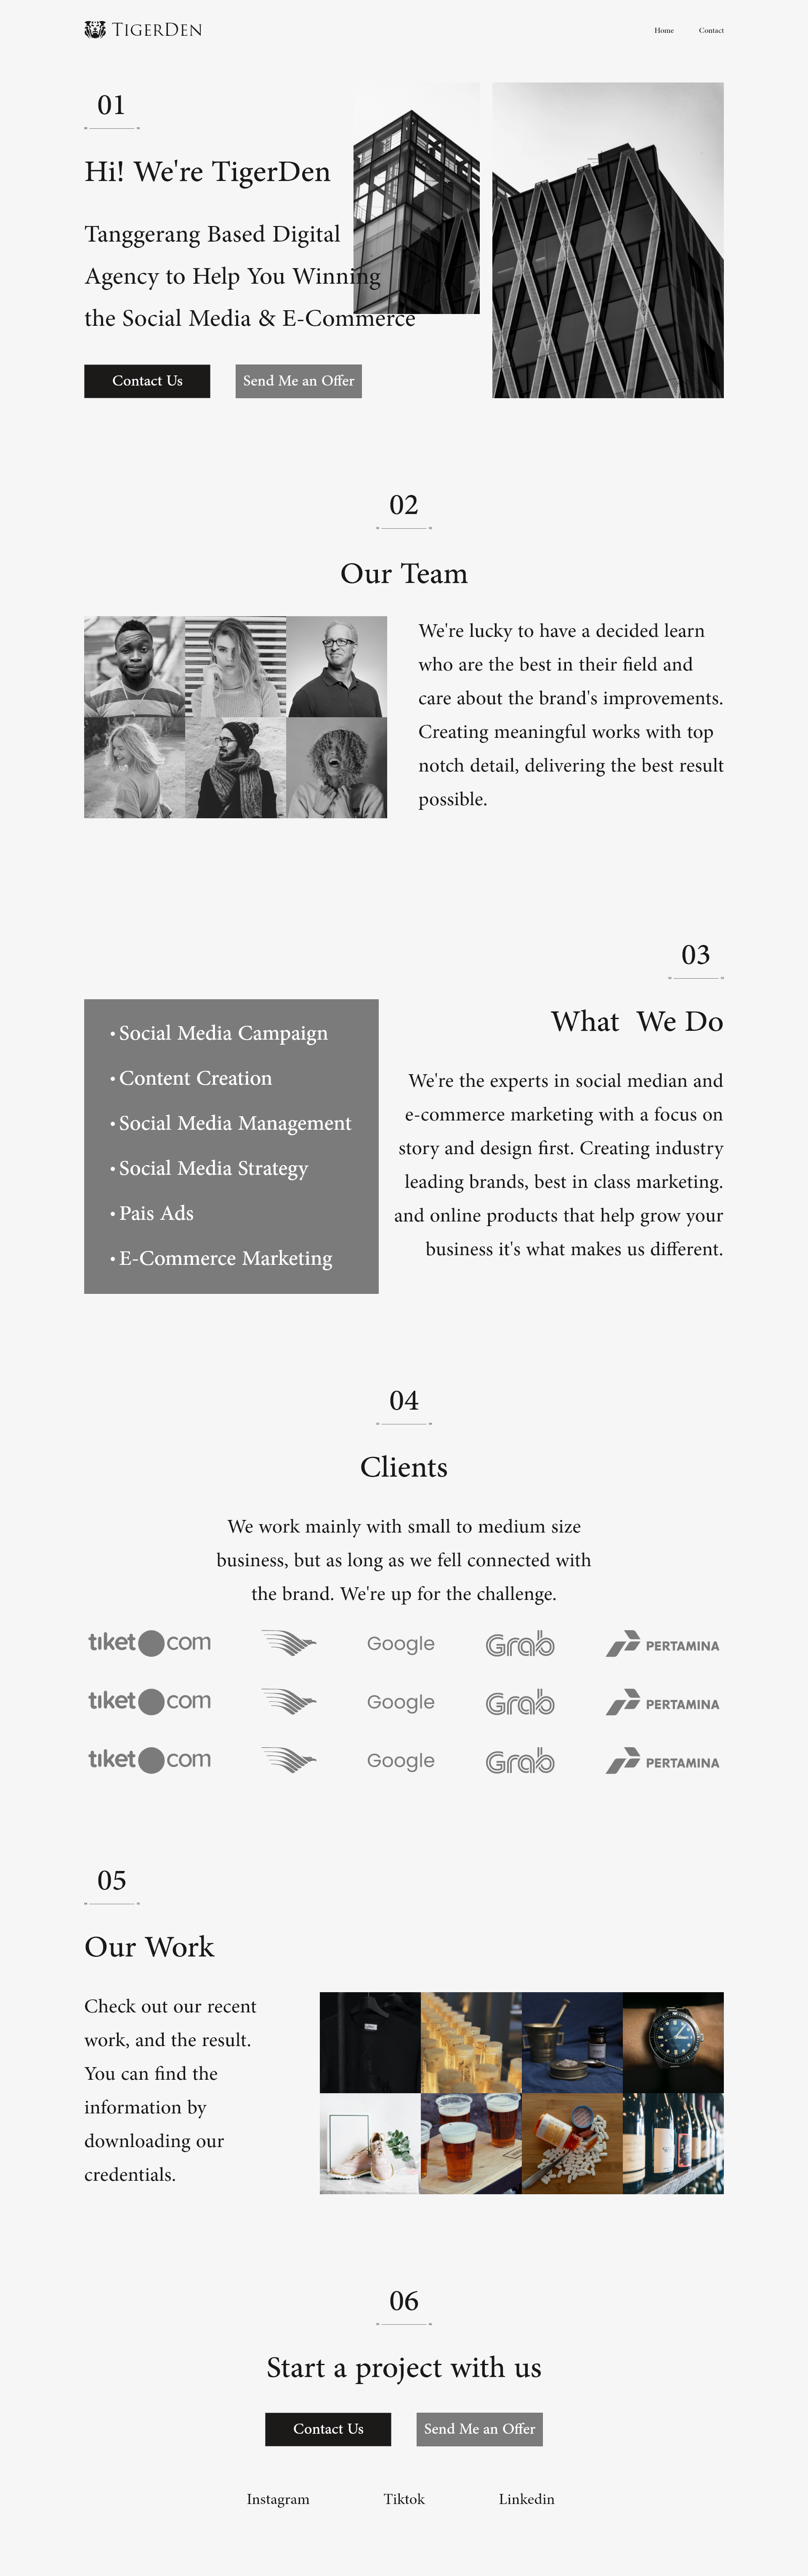 TIGERDEN
Home Contact
01
Hi! We're TigerDen
Tanggerang Based Digital
Agency to Help You Winning
the Social Media & E-Commerce
Contact Us Send Me an Offer
02
Our Team
We're lucky to have a decided learn
who are the best in their field and
care about the brand's improvements.
Creating meaningful works with top
notch detail, delivering the best result
possible.
03
What We Do
We're the experts in social median and
e-commerce marketing with a focus on
story and design first. Creating industry
leading brands, best in class marketing.
and online products that help grow your
business it's what makes us different.
• Social Media Campaign
• Content Creation
• Social Media Management
• Social Media Strategy
• Pais Ads
• E-Commerce Marketing
04
Clients
We work mainly with small to medium size
business, but as long as we fell connected with
the brand. We're up for the challenge.
tiket com Google Grab PERTAMINA
tiket com Google Grab PERTAMINA
tiket com Google Grab PERTAMINA
05
Our Work
Check out our recent
work, and the result.
You can find the
information by
downloading our
credentials.
06
Start a project with us
Contact Us Send Me an Offer
Instagram Tiktok Linkedin